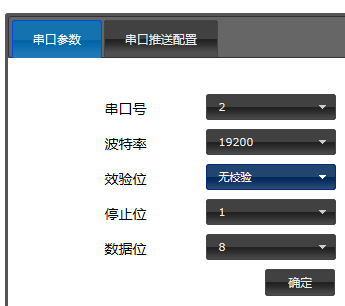 串口参数 串口推送配置
串口号 2
波特率 19200
效验位 无校验
停止位 1
数据位 8
确定